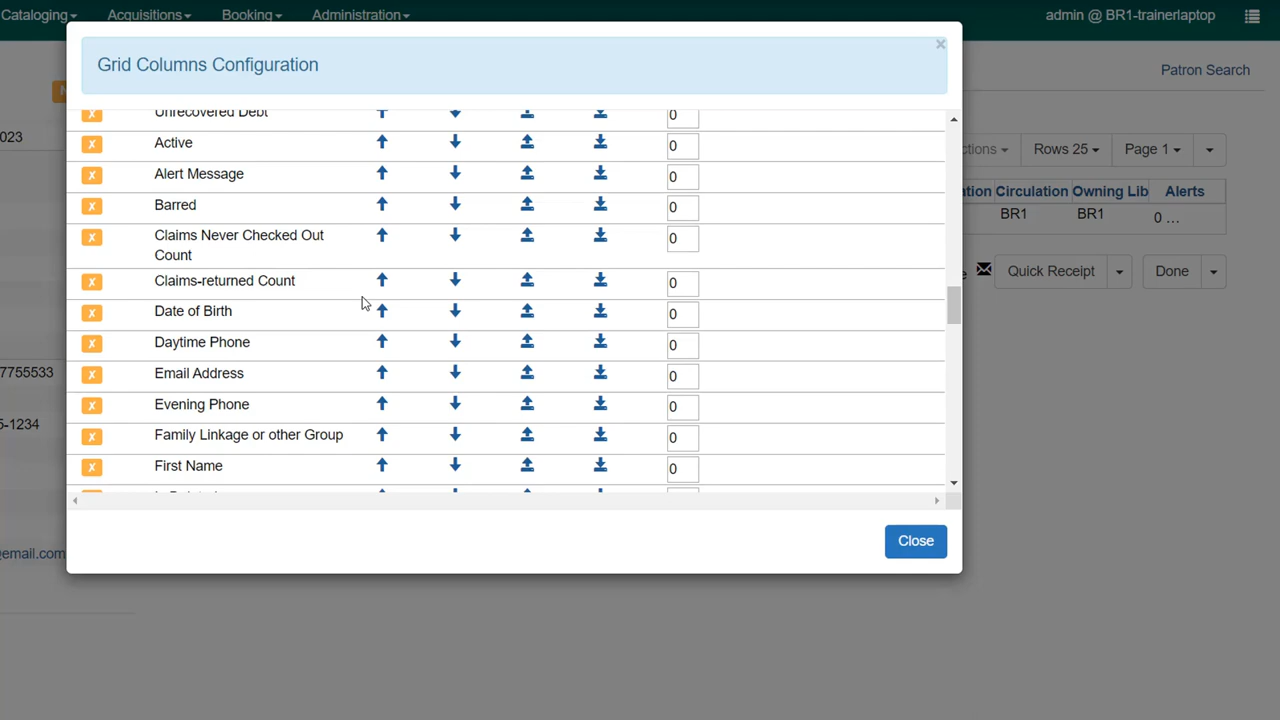 Cataloging Acquisitions Booking Administration admin @ BR1-trainerlaptop
Grid Columns Configuration ×
Patron Search
x Unrecovered Debt 0
023
x Active 0
ctions Rows 25 Page 1
x Alert Message 0
ation Circulation Owning Lib Alerts
x Barred 0
BR1 BR1 0 ...
x Claims Never Checked Out 0
Count
Quick Receipt Done
x Claims-returned Count 0
x Date of Birth 0
x Daytime Phone 0
7755533
x Email Address 0
x Evening Phone 0
5-1234
x Family Linkage or other Group 0
x First Name 0
Close
@email.com